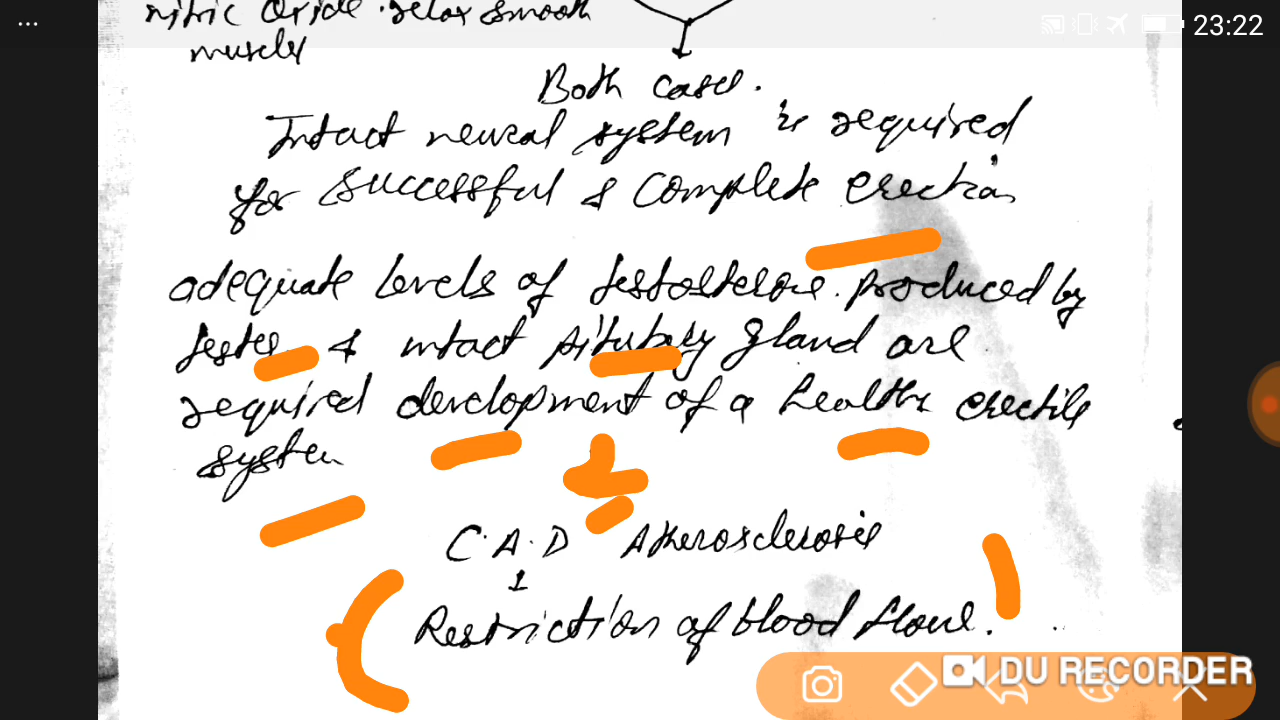 ...
23:22
nitric Oxide . relax smooth
muscles
Both cases.
Intact neural system is required
for successful & complete erection
adequate levels of testosterone. produced by
testes & intact pituitary gland are
required development of a healthy erectile
system
C.A.D Atherosclerosis
Restriction of blood flow.
DU RECORDER